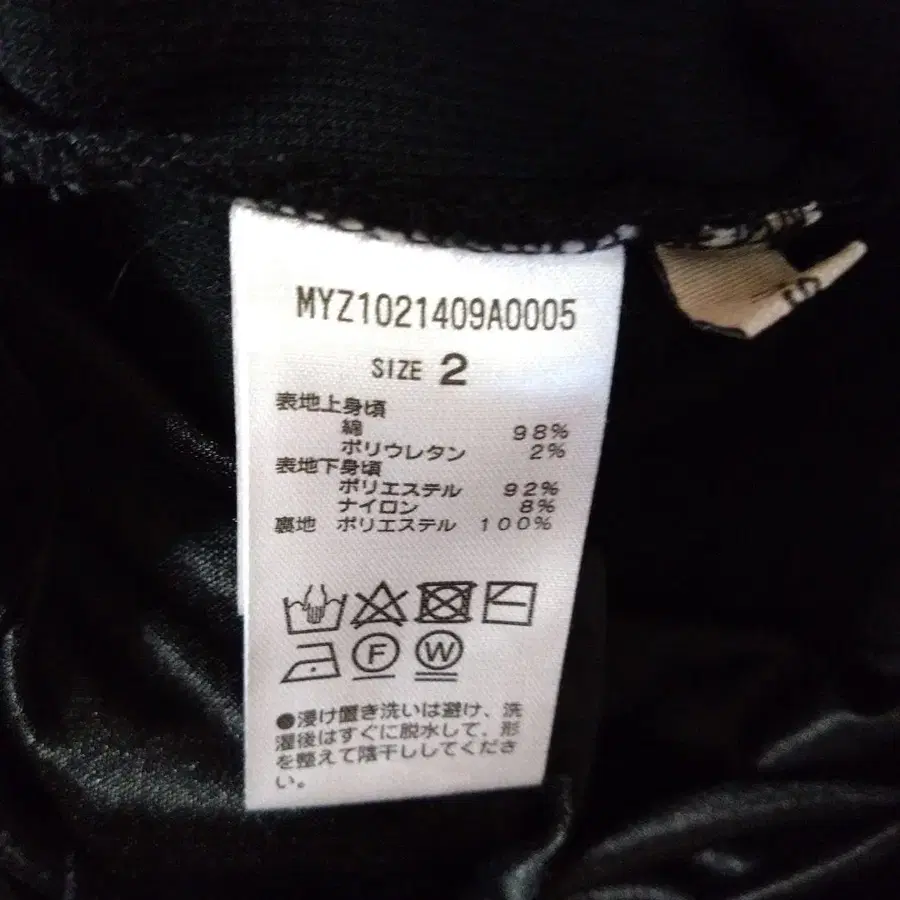 MYZ1021409A0005
SIZE 2
表地上身頃
綿 98%
ポリウレタン 2%
表地下身頃
ポリエステル 92%
ナイロン 8%
裏地 ポリエステル 100%
F W
●浸け置き洗いは避け、洗
濯後はすぐに脱水して、形
を整えて陰干ししてくださ
い。